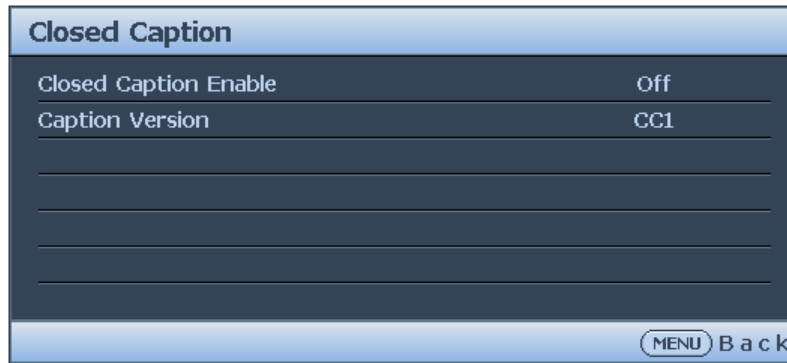 Closed Caption
Closed Caption Enable Off
Caption Version CC1
MENU Back